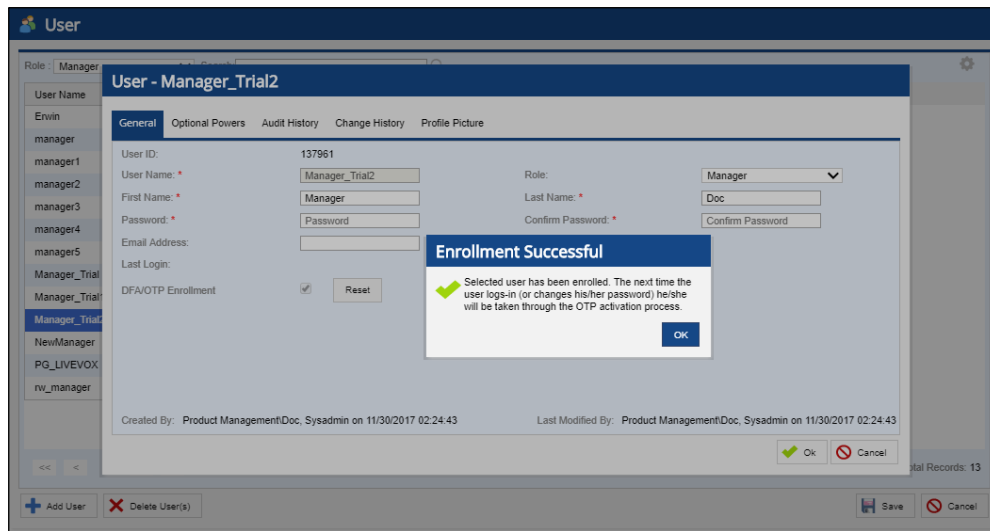 User
Role : Manager
User - Manager_Trial2
User Name
General Optional Powers Audit History Change History Profile Picture
Erwin
manager
manager1
manager2
manager3
manager4
manager5
Manager_Trial
Manager_Trial
Manager_Trial2
NewManager
PG_LIVEVOX
rw_manager
User ID: 137961
User Name: * Manager_Trial2 Role: Manager
First Name: * Manager Last Name: * Doc
Password: * Password Confirm Password: * Confirm Password
Email Address:
Last Login:
DFA/OTP Enrollment Reset
Enrollment Successful
Selected user has been enrolled. The next time the
user logs-in (or changes his/her password) he/she
will be taken through the OTP activation process.
OK
Created By: Product Management\Doc, Sysadmin on 11/30/2017 02:24:43 Last Modified By: Product Management\Doc, Sysadmin on 11/30/2017 02:24:43
Ok Cancel
<< < Records: 13
Add User Delete User(s) Save Cancel